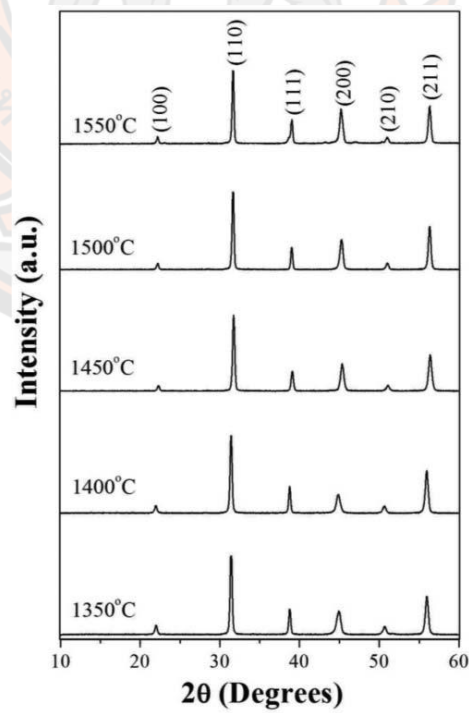 (100)
(110)
(111)
(200)
(210)
(211)
1550°C
1500°C
1450°C
1400°C
1350°C
Intensity (a.u.)
10 20 30 40 50 60
2θ (Degrees)